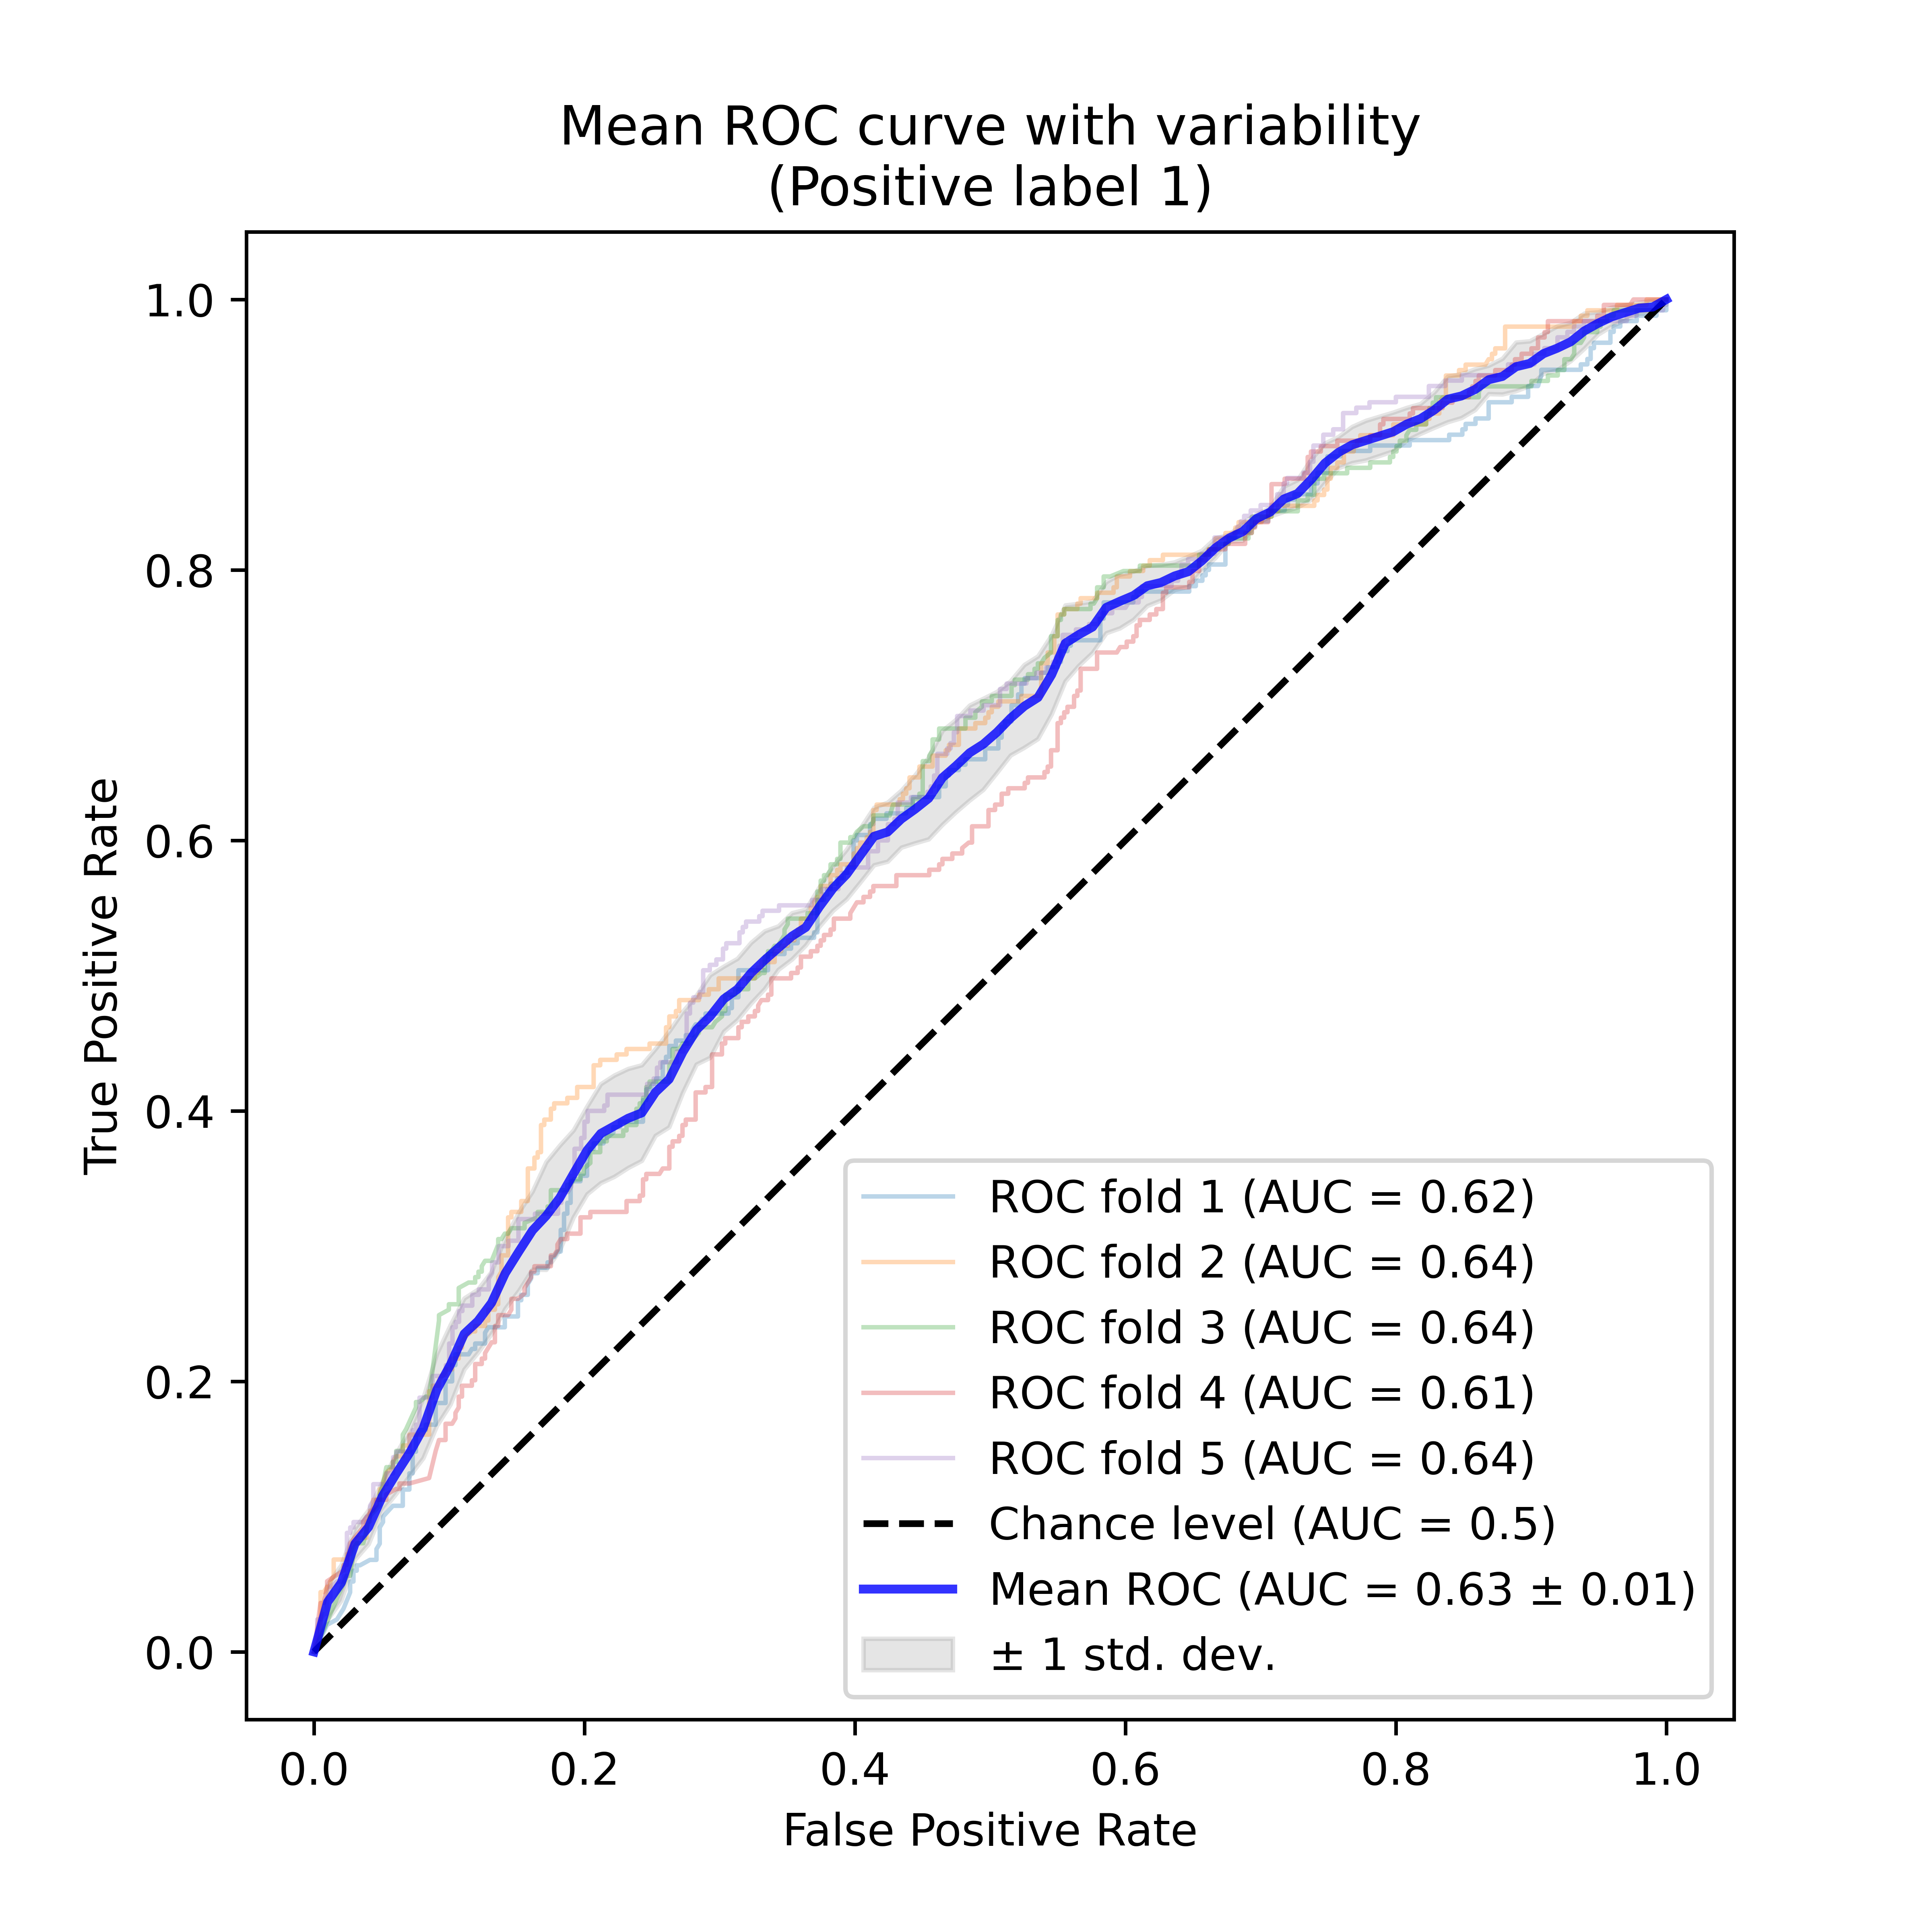 Mean ROC curve with variability
(Positive label 1)
True Positive Rate
1.0
0.8
0.6
0.4
0.2
0.0
ROC fold 1 (AUC = 0.62)
ROC fold 2 (AUC = 0.64)
ROC fold 3 (AUC = 0.64)
ROC fold 4 (AUC = 0.61)
ROC fold 5 (AUC = 0.64)
Chance level (AUC = 0.5)
Mean ROC (AUC = 0.63 ± 0.01)
± 1 std. dev.
0.0 0.2 0.4 0.6 0.8 1.0
False Positive Rate